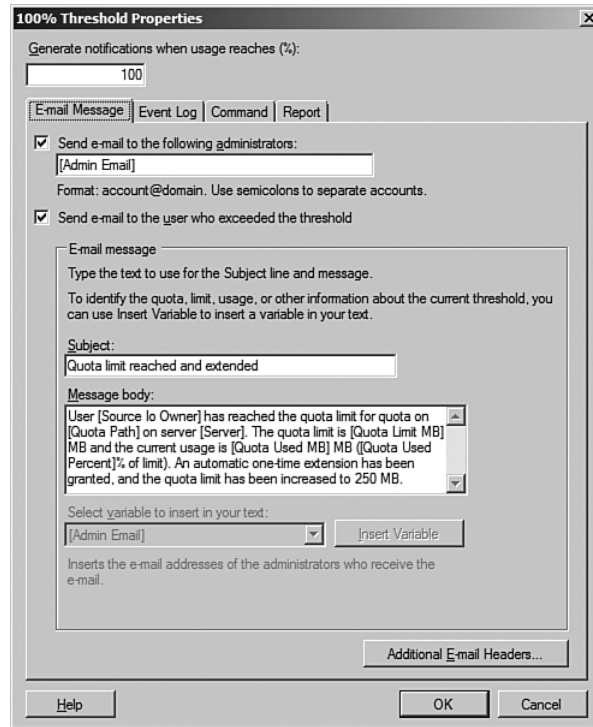 100% Threshold Properties
Generate notifications when usage reaches (%):
100
E-mail Message Event Log Command Report
Send e-mail to the following administrators:
[Admin Email]
Format: account@domain. Use semicolons to separate accounts.
Send e-mail to the user who exceeded the threshold
E-mail message
Type the text to use for the Subject line and message.
To identify the quota, limit, usage, or other information about the current threshold, you
can use Insert Variable to insert a variable in your text.
Subject:
Quota limit reached and extended
Message body:
User [Source Io Owner] has reached the quota limit for quota on
[Quota Path] on server [Server]. The quota limit is [Quota Limit MB]
MB and the current usage is [Quota Used MB] MB ([Quota Used
Percent]% of limit). An automatic one-time extension has been
granted, and the quota limit has been increased to 250 MB.
Select variable to insert in your text:
[Admin Email] Insert Variable
Inserts the e-mail addresses of the administrators who receive the
e-mail.
Additional E-mail Headers...
Help OK Cancel